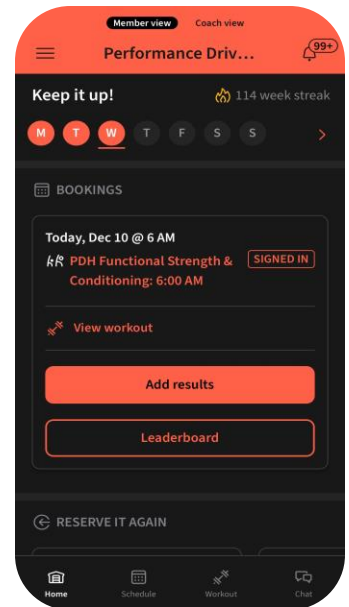 Member view Coach view
Performance Driv...
99+
Keep it up! 114 week streak
M T W T F S S
BOOKINGS
Today, Dec 10 @ 6 AM
PDH Functional Strength & SIGNED IN
Conditioning: 6:00 AM
View workout
Add results
Leaderboard
RESERVE IT AGAIN
Home Schedule Workout Chat